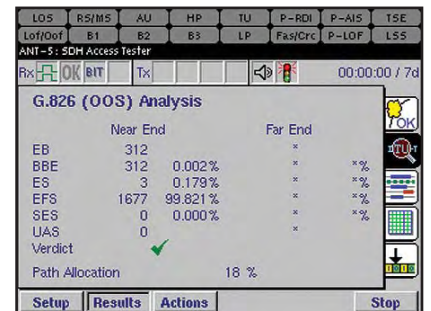 LOS R5/MS AU HP TU P-RDI P-AIS TSE
Lof/Oof B1 B2 B3 LP Fas/Crc P-LOF LSS
ANT-5: SDH Access Tester
Rx OK BIT Tx 00:00:00 / 7d
G.826 (OOS) Analysis
Near End Far End
EB 312 *
BBE 312 0.002% * *%
ES 3 0.179% * *%
EFS 1677 99.821% * *%
SES 0 0.000% * *%
UAS 0 *
Verdict
Path Allocation 18 %
OK
ITU-T
Setup Results Actions Stop